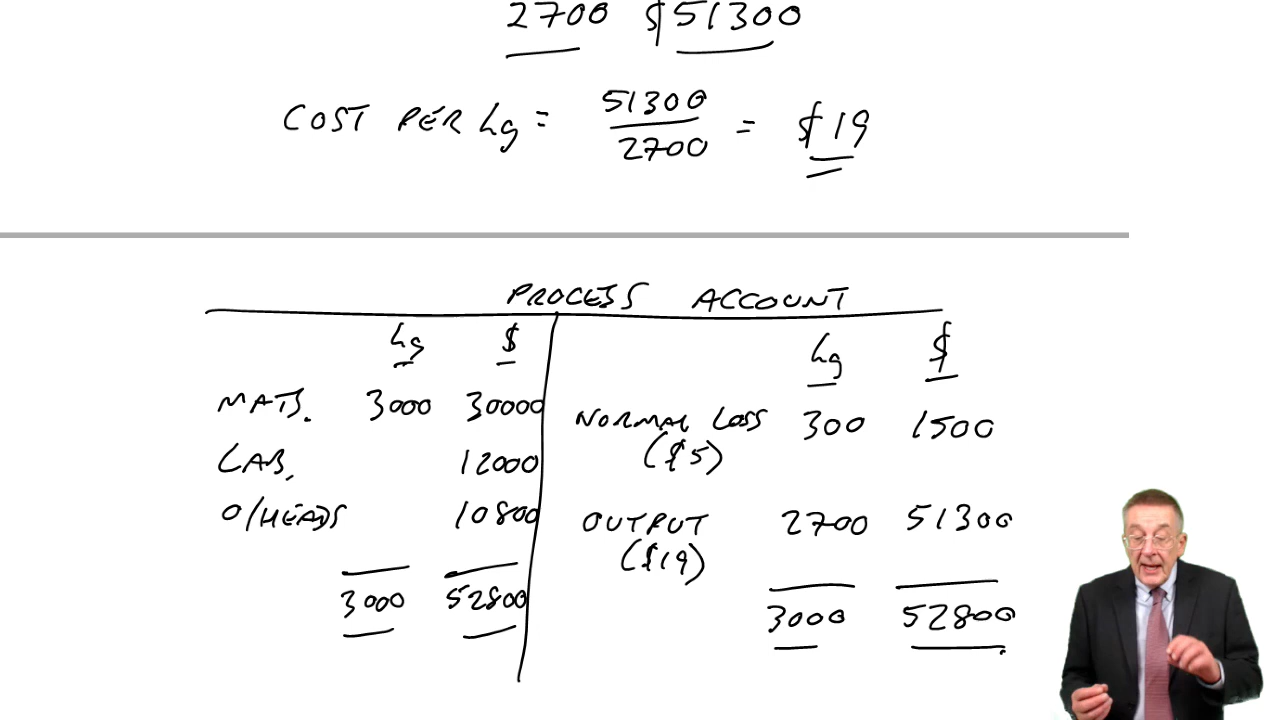 2700 $51300
COST PER kg = 51300 / 2700 = $19
PROCESS ACCOUNT
kg $ kg $
MATS. 3000 30000 NORMAL LOSS 300 1500
($5)
LAB. 12000
O/HEADS 10800 OUTPUT 2700 51300
($19)
3000 52800 3000 52800